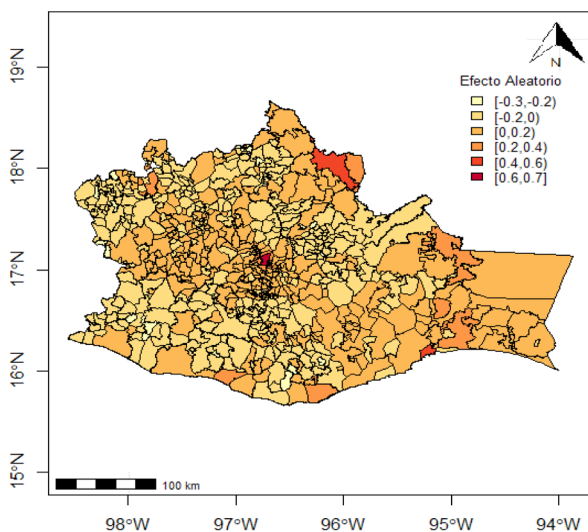 N
Efecto Aleatorio
[-0.3,-0.2)
[-0.2,0)
[0,0.2)
[0.2,0.4)
[0.4,0.6)
[0.6,0.7]
19°N
18°N
17°N
16°N
15°N
100 km
98°W
97°W
96°W
95°W
94°W